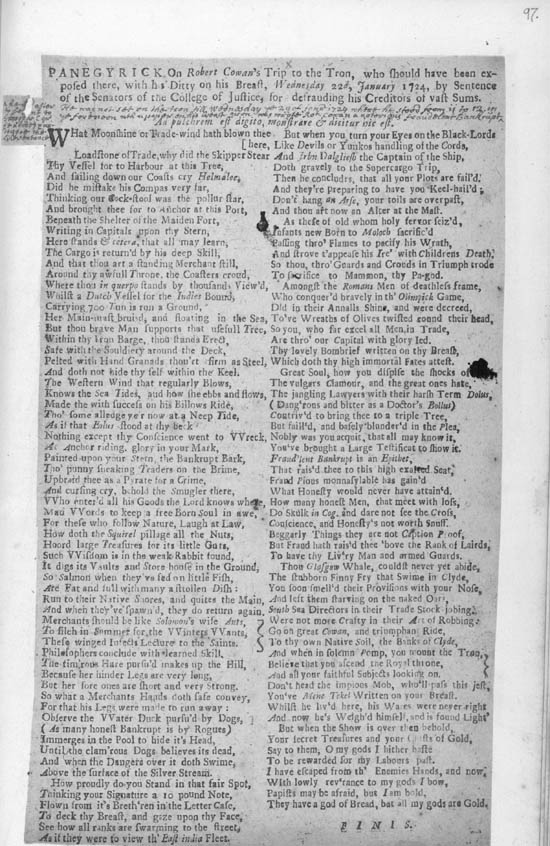 97.
PANEGYRICK, On Robert Cowan's Trip to the Tron, who should have been ex-
posed there, with his Ditty on his Breast, Wednesday 22d, January 1724, by Sentence
of the Senators of the College of Justice, for defrauding his Creditors of vast Sums.
As pulchrum est digito, monstrare & dicitur hic est.
WHat Moonshine or Trade-wind hath blown thee
[here,
Loadstone of Trade, why did the Skipper Stear
Thy Vessel for to Harbour at this Tree,
And sailing down our Coasts cry Helmalee,
Did he mistake his Compas very far,
Thinking our Cock-stool was the pollur star,
And brought thee for to Anchor at this Port,
Beneath the Shelter of the Maiden Fort,
Writing in Capitals upon thy Stern,
Here stands & cetera, that all may learn,
The Cargo is return'd by his deep Skill,
And that thou art a standing Merchant still,
Around thy awfull Throne, the Coasters croud,
Where thou in querpo stands by thousands View'd,
Whilst a Dutch Vessel for the Indies Bound,
Carrying 700 Tun is run a Ground,
Her Main-mast bruised, and floating in the Sea,
But thou brave Man supports that usefull Tree,
Within thy Iron Barge, thou stands Erect,
Safe with the Souldiery around the Deck,
Pelted with Hand Granads thou'rt firm as Steel,
And doth not hide thy self within the Keel.
The Western Wind that regularly Blows,
Knows the Sea Tides, and how she ebbs and flows,
Made the with success on his Billows Ride,
Tho' some alledge yer now at a Neep Tide,
As if that Eolus stood at thy beck
Nothing except thy Conscience went to VVreck,
At Anchor riding, glory in your Mark,
Painted upon your Stern, the Bankrupt Bark,
Tho' punny sneaking Traders on the Brime,
Upbraid thee as a Pyrate for a Crime,
And cursing cry, behold the Smugler there,
VVho enter'd all his Goods the Lord knows where,
Mad VVords to keep a free Born Soul in awe,
For these who follow Nature, Laugh at Law,
How doth the Squirel pillage all the Nuts,
Hoord large Treasures for its little Guts,
Such VVisdom is in the weak Rabbit found,
It digs its Vaults and Store house in the Ground,
So Salmon when they've fed on little Fish,
Are Fat and full with many a stollen Dish:
Run to their Native Shores, and quite the Main,
And when they've spawn'd, they do return again.
Merchants should be like Solomon's wife Ants,
To filch in Summer for the VVinters VVants,
These winged Insects Lecture to the Saints.
Philosophers conclude with learned Skill,
The tim'rous Hare pursu'd makes up the Hill,
Because her hinder Legs are very long,
But her fore ones are short and very Strong.
So what a Merchants Hands doth safe convey,
For that his Legs were made to run away:
Observe the VVater Duck pursu'd by Dogs,
( As many honest Bankrupt is by Rogues)
Immerges in the Pool to hide it's Head,
Until the clam'rous Dogs believes its dead,
And when the Dangers over it doth Swime,
Above the surface of the Silver Stream.
How proudly do you Stand in that fair Spot,
Thinking your Signature a 10 pound Note,
Flown from it's Breth'ren in the Letter Case,
To deck thy Breast, and gaze upon thy Face,
See how all ranks are swarming to the street,
As if they were to view th' East india Fleet.
But when you turn your Eyes on the Black-Lords
Like Devils or Yunkos handling of the Cords,
And John Dalgliesh the Captain of the Ship,
Doth gravely to the Supercargo Trip,
Then he concludes, that all your Plots are fail'd,
And they're preparing to have you Keel-hail'd;
Don't hang an Arse, your toils are overpast,
And thou aft now an Alter at the Mast.
As these of old whom holy fervor seiz'd,
Infants new Born to Moloch sacrific'd
Passing thro' Flames to pacify his Wrath,
And strove t'appease his Ire' with Childrens Death,
So thou, thro' Guards and Croeds in Triumph trode
To sacrifice to Mammon, thy Pagod.
Amongst the Romans Men of deathless frame,
Who conquer'd bravely in th' Olimpick Game,
Did in their Annalls Shine, and were decreed,
To've Wreaths of Olives twisted round their head,
So you, who far excel all Men, in Trade,
Are thro' our Capital with glory led.
Thy lovely Bombrief written on thy Breast,
Which doth thy high immortal Fates attest.
Great Soul, how you dispise the shocks of
The vulgars Clamour, and the great ones hate,
The jangling Lawyers with their harsh Term Dolus,
( Dang'rous and bitter as a Doctor's Bollus)
Contriv'd to bring thee to a triple Tree,
But faill'd, and basely'blander'd in the Plea,
Nobly was you acquit, that all may know it,
You've brought a Large Testificat to show it.
Fraud'lent Bankrupt is an Epithet,
That rais'd thee to this high exalted Seat,
Fraud Pious monnasylable has gain'd
What Honesty would never have attain'd.
How many honest Men, that meet with loss,
Do Skulk in Cog, and dare not see the Cross,
Conscience, and Honesty's not worth Snuff.
Beggarly Things they are not Caption Proof,
But Fraud hath rais'd thee 'bove the Rank of Lairds,
To have thy Liv'ry Man and armed Guards.
Thou Glasgow Whale, couldst never yet abide,
The stubborn Finny Fry that Swime in Clyde,
You soon smell'd their Provisions with your Nose,
And left them starving on the naked Oar,
South Sea Directors in their Trade Stock jobing,
Were not more Crafty in their Art of Robbing:
Go on great Cowan, and triumphan Ride,
To thy own Native Soil, the Banks of Clyde,
And when in solemn Pomp, you mount the Tron,
Believe that you ascend the Royal throne,
And all your faithful Subjects looking on.
Don't heed the impious Mob, who'll pass this jest,
You've Mene Tekel Written on your Breast.
Whilst he liv'd here, his Wares were never right
And now he's Weigh'd himself, and is found Light
But when the Show is over then behold,
Your secret Treasures and your Chests of Gold,
Say to them, O my gods I hither haste
To be rewarded for thy Labours past.
I have escaped from th' Enemies Hands, and now,
With lowly rev'rance to my gods I bow,
Papists may be afraid, but I am bold,
They have a god of Bread, but all my gods are Gold.
FINIS.